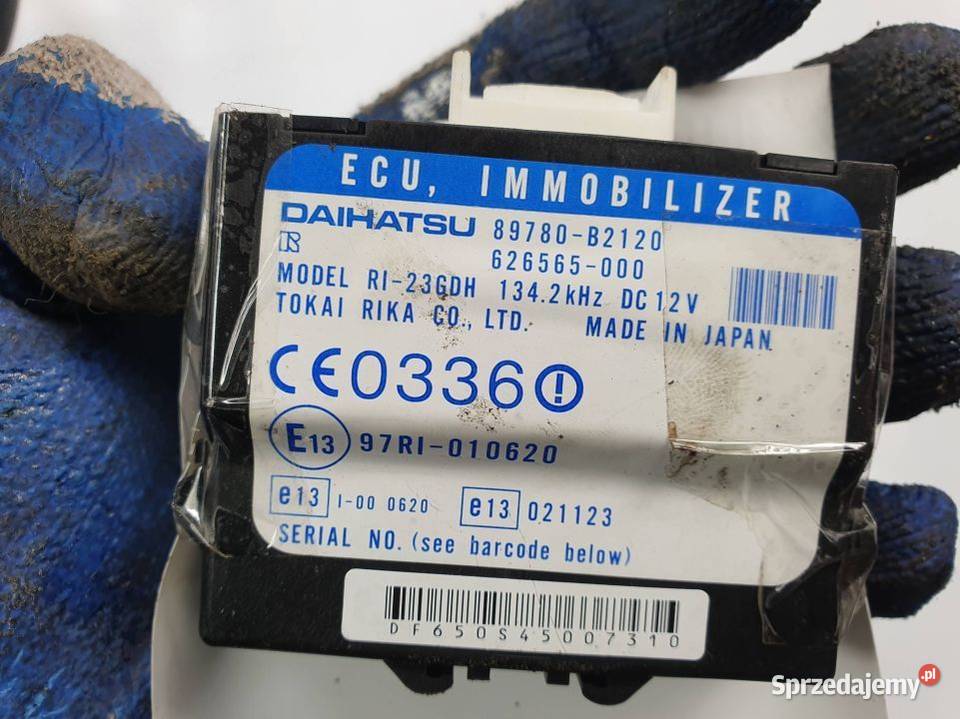 ECU, IMMOBILIZER
DAIHATSU 89780-B2120
R 626565-000
MODEL RI-23GDH 134.2kHz DC12V
TOKAI RIKA CO., LTD. MADE IN JAPAN
CE0336!
E13 97RI-010620
e13 I-00 0620 e13 021123
SERIAL NO. (see barcode below)
DF650S45007310
Sprzedajemy.pl